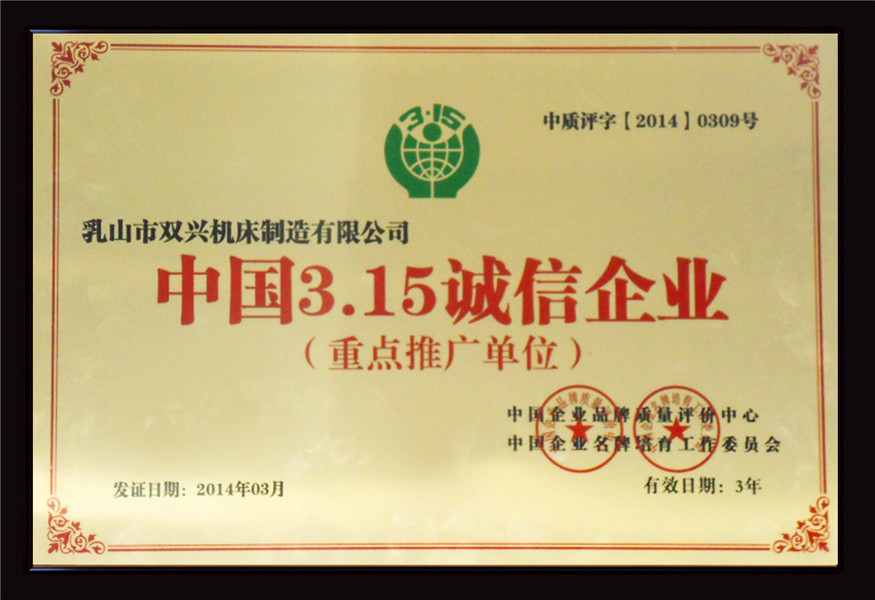 3·15
中质评字【2014】0309号
乳山市双兴机床制造有限公司
中国3.15诚信企业
（重点推广单位）
中国企业品牌质量评价中心
中国企业名牌培育工作委员会
发证日期：2014年03月
有效日期：3年